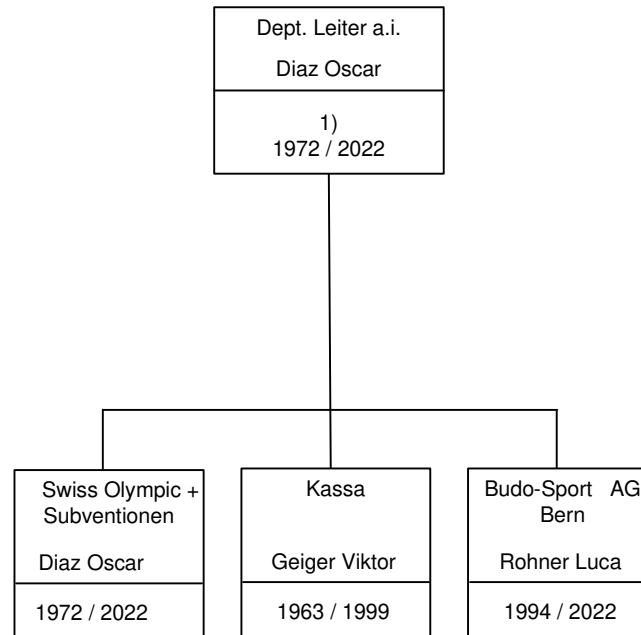 Dept. Leiter a.i.
Diaz Oscar
1)
1972 / 2022
Swiss Olympic +
Subventionen
Diaz Oscar
1972 / 2022
Kassa
Geiger Viktor
1963 / 1999
Budo-Sport AG
Bern
Rohner Luca
1994 / 2022